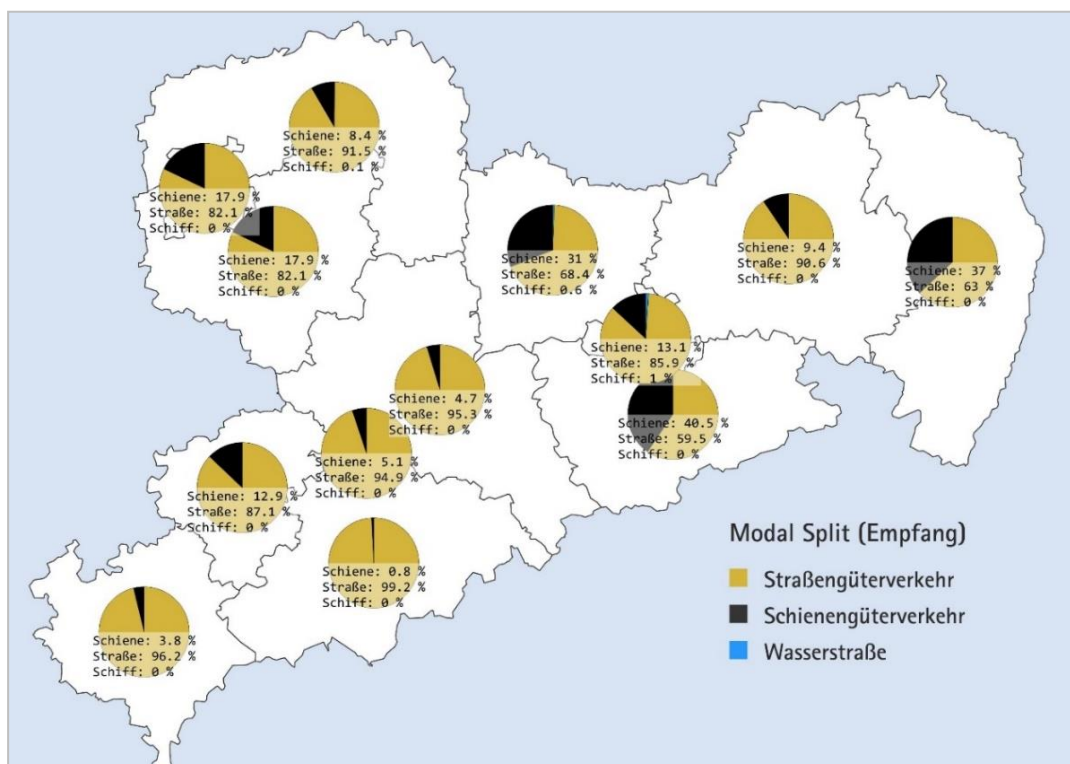 Schiene: 8.4 %
Straße: 91.5 %
Schiff: 0.1 %
Schiene: 17.9 %
Straße: 82.1 %
Schiff: 0 %
Schiene: 17.9 %
Straße: 82.1 %
Schiff: 0 %
Schiene: 31 %
Straße: 68.4 %
Schiff: 0.6 %
Schiene: 9.4 %
Straße: 90.6 %
Schiff: 0 %
Schiene: 37 %
Straße: 63 %
Schiff: 0 %
Schiene: 13.1 %
Straße: 85.9 %
Schiff: 1 %
Schiene: 4.7 %
Straße: 95.3 %
Schiff: 0 %
Schiene: 40.5 %
Straße: 59.5 %
Schiff: 0 %
Schiene: 5.1 %
Straße: 94.9 %
Schiff: 0 %
Schiene: 12.9 %
Straße: 87.1 %
Schiff: 0 %
Schiene: 0.8 %
Straße: 99.2 %
Schiff: 0 %
Schiene: 3.8 %
Straße: 96.2 %
Schiff: 0 %
Modal Split (Empfang)
Straßengüterverkehr
Schienengüterverkehr
Wasserstraße